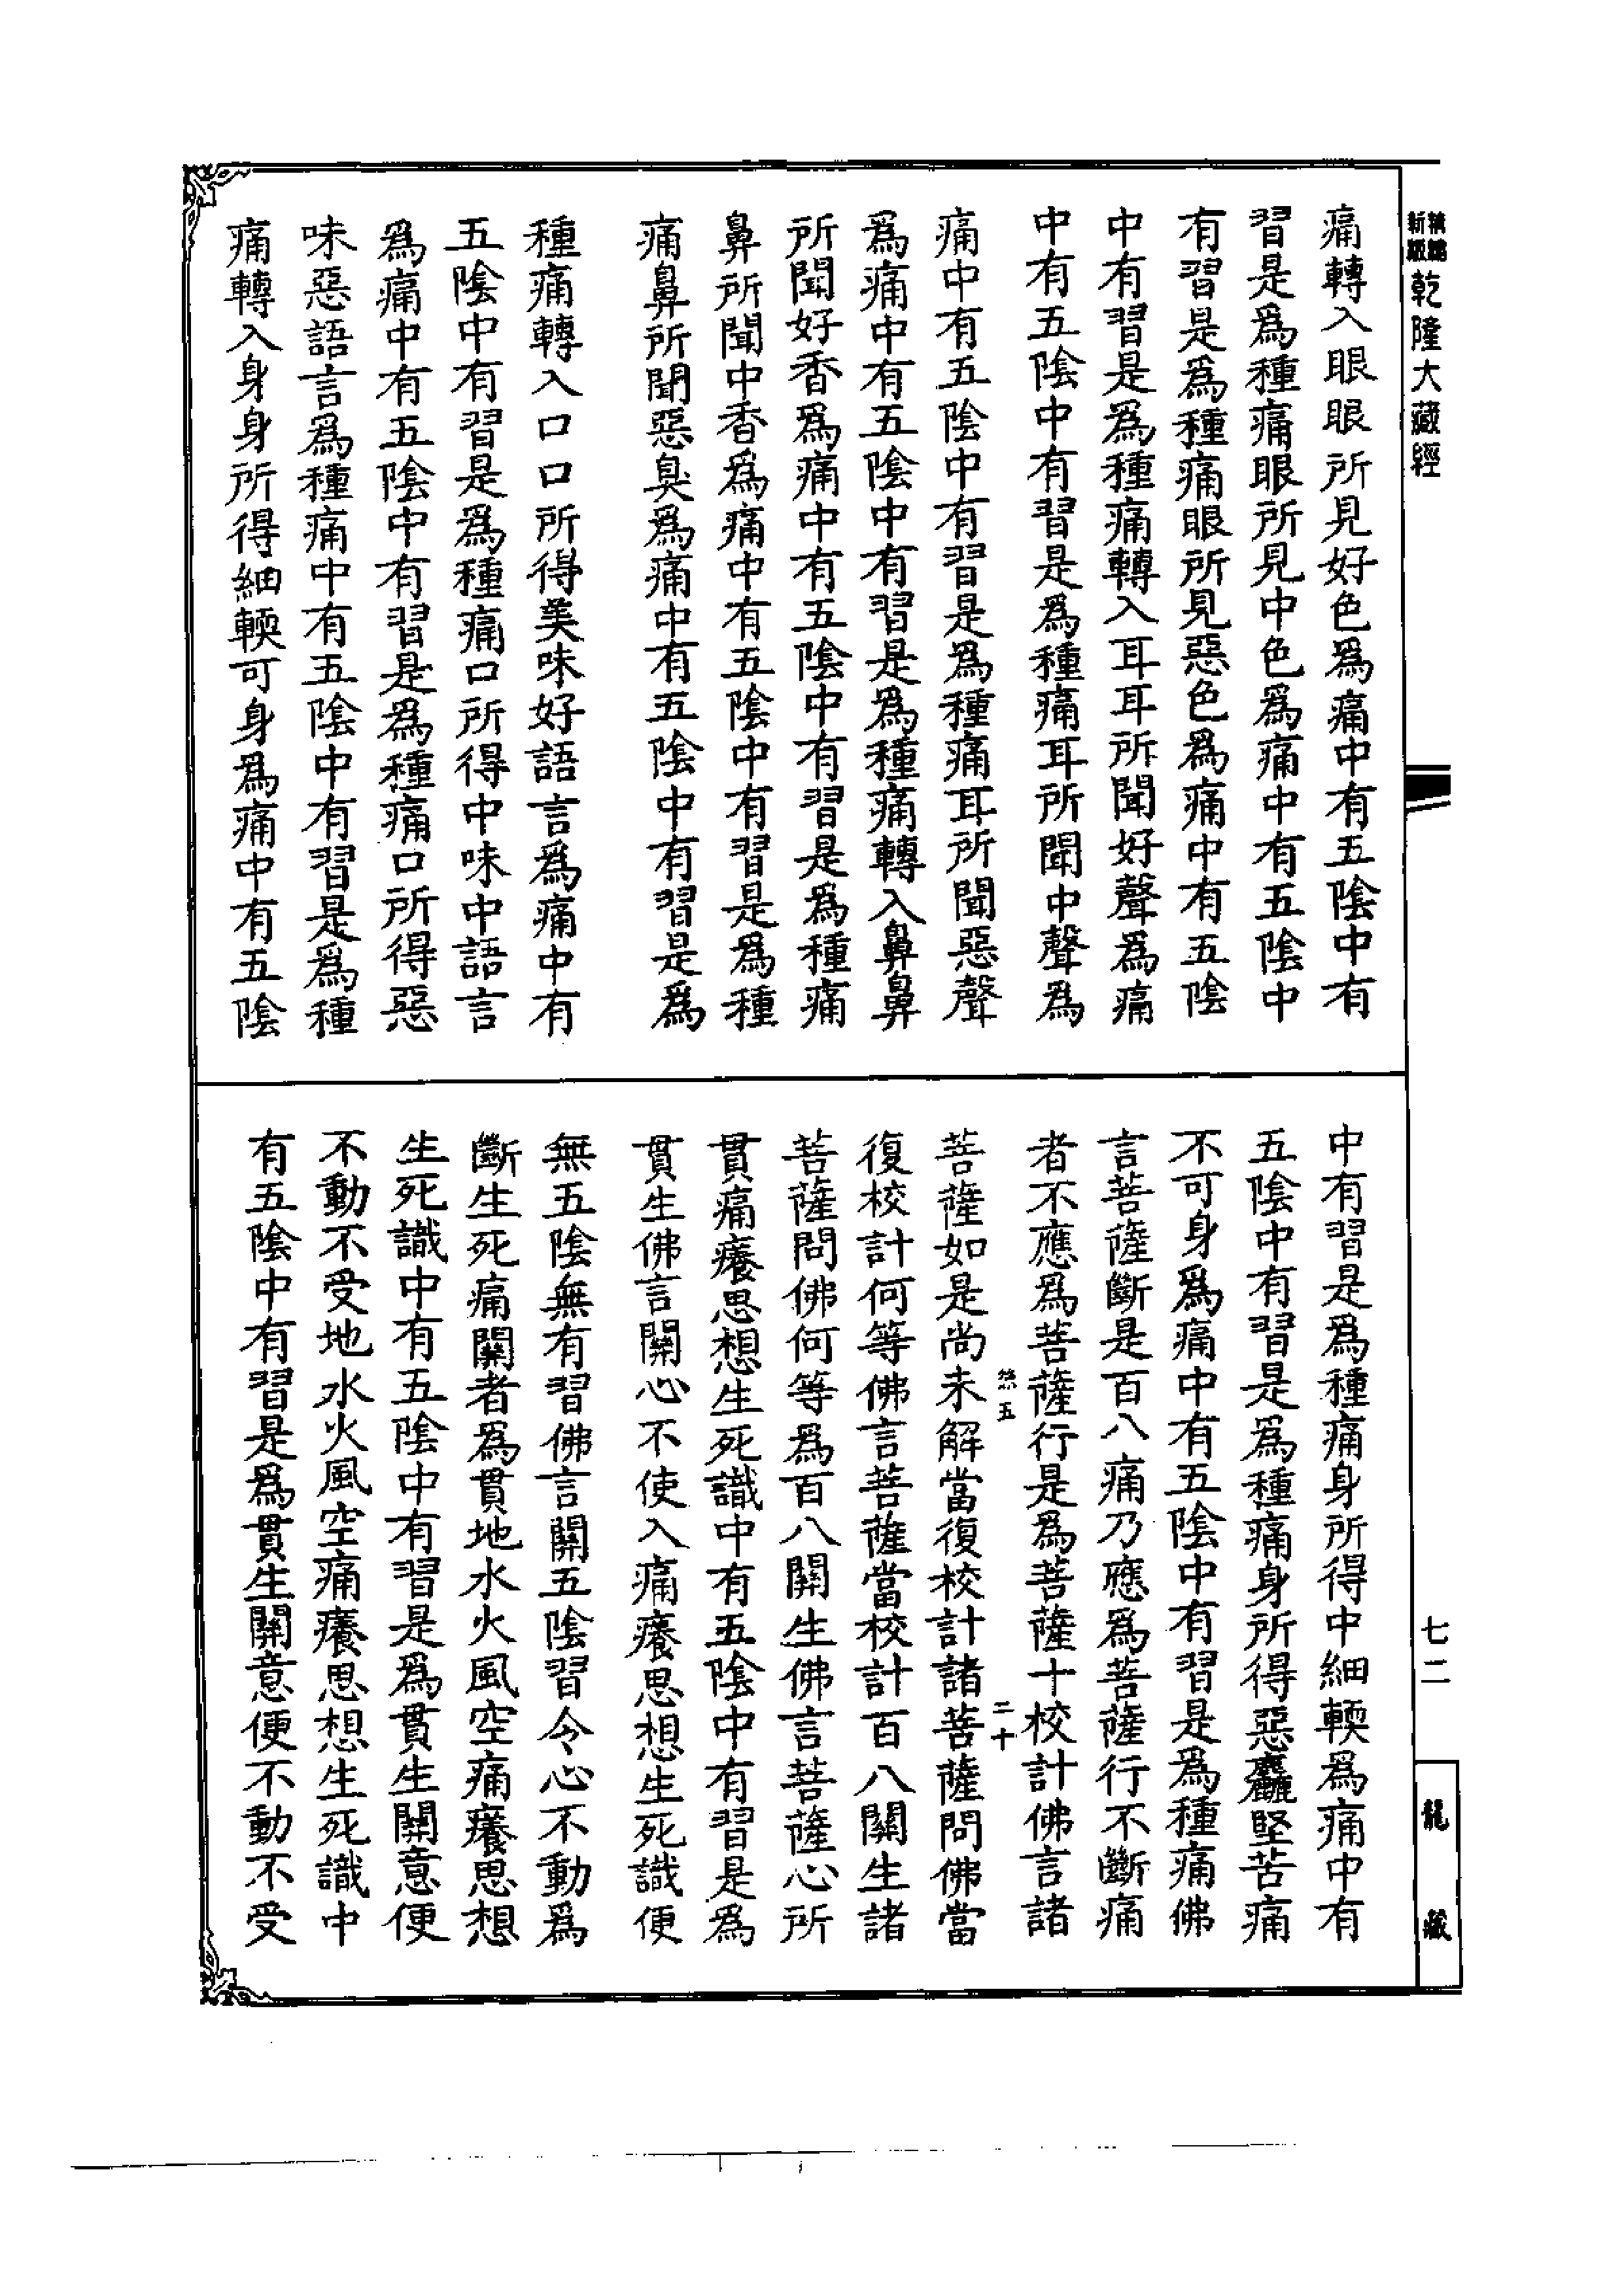 新版
精編
乾隆大藏經
痛轉入眼眼所見好色爲痛中有五陰中有
習是爲種痛眼所見中色爲痛中有五陰中
有習是爲種痛眼所見惡色爲痛中有五陰
中有習是爲種痛轉入耳耳所聞好聲爲痛
中有五陰中有習是爲種痛耳所聞中聲爲
痛中有五陰中有習是爲種痛耳所聞惡聲
爲痛中有五陰中有習是爲種痛轉入鼻鼻
所聞好香爲痛中有五陰中有習是爲種痛
鼻所聞中香爲痛中有五陰中有習是爲種
痛鼻所聞惡臭爲痛中有五陰中有習是爲
種痛轉入口口所得美味好語言爲痛中有
五陰中有習是爲種痛口所得中味中語言
爲痛中有五陰中有習是爲種痛口所得惡
味惡語言爲種痛中有五陰中有習是爲種
痛轉入身身所得細輭可身爲痛中有五陰
中有習是爲種痛身所得中細輭爲痛中有
五陰中有習是爲種痛身所得惡麤堅苦痛
不可身爲痛中有五陰中有習是爲種痛佛
言菩薩斷是百八痛乃應爲菩薩行不斷痛
者不應爲菩薩行是爲菩薩十校計佛言諸
五
二十
菩薩如是尚未解當復校計諸菩薩問佛當
復校計何等佛言菩薩當校計百八關生諸
菩薩問佛何等爲百八關生佛言菩薩心所
貫痛癢思想生死識中有五陰中有習是爲
貫生佛言關心不使入痛癢思想生死識便
無五陰無有習佛言關五陰習令心不動爲
斷生死痛關者爲貫地水火風空痛癢思想
生死識中有五陰中有習是爲貫生關意便
不動不受地水火風空痛癢思想生死識中
有五陰中有習是爲貫生關意便不動不受
七二
龍藏